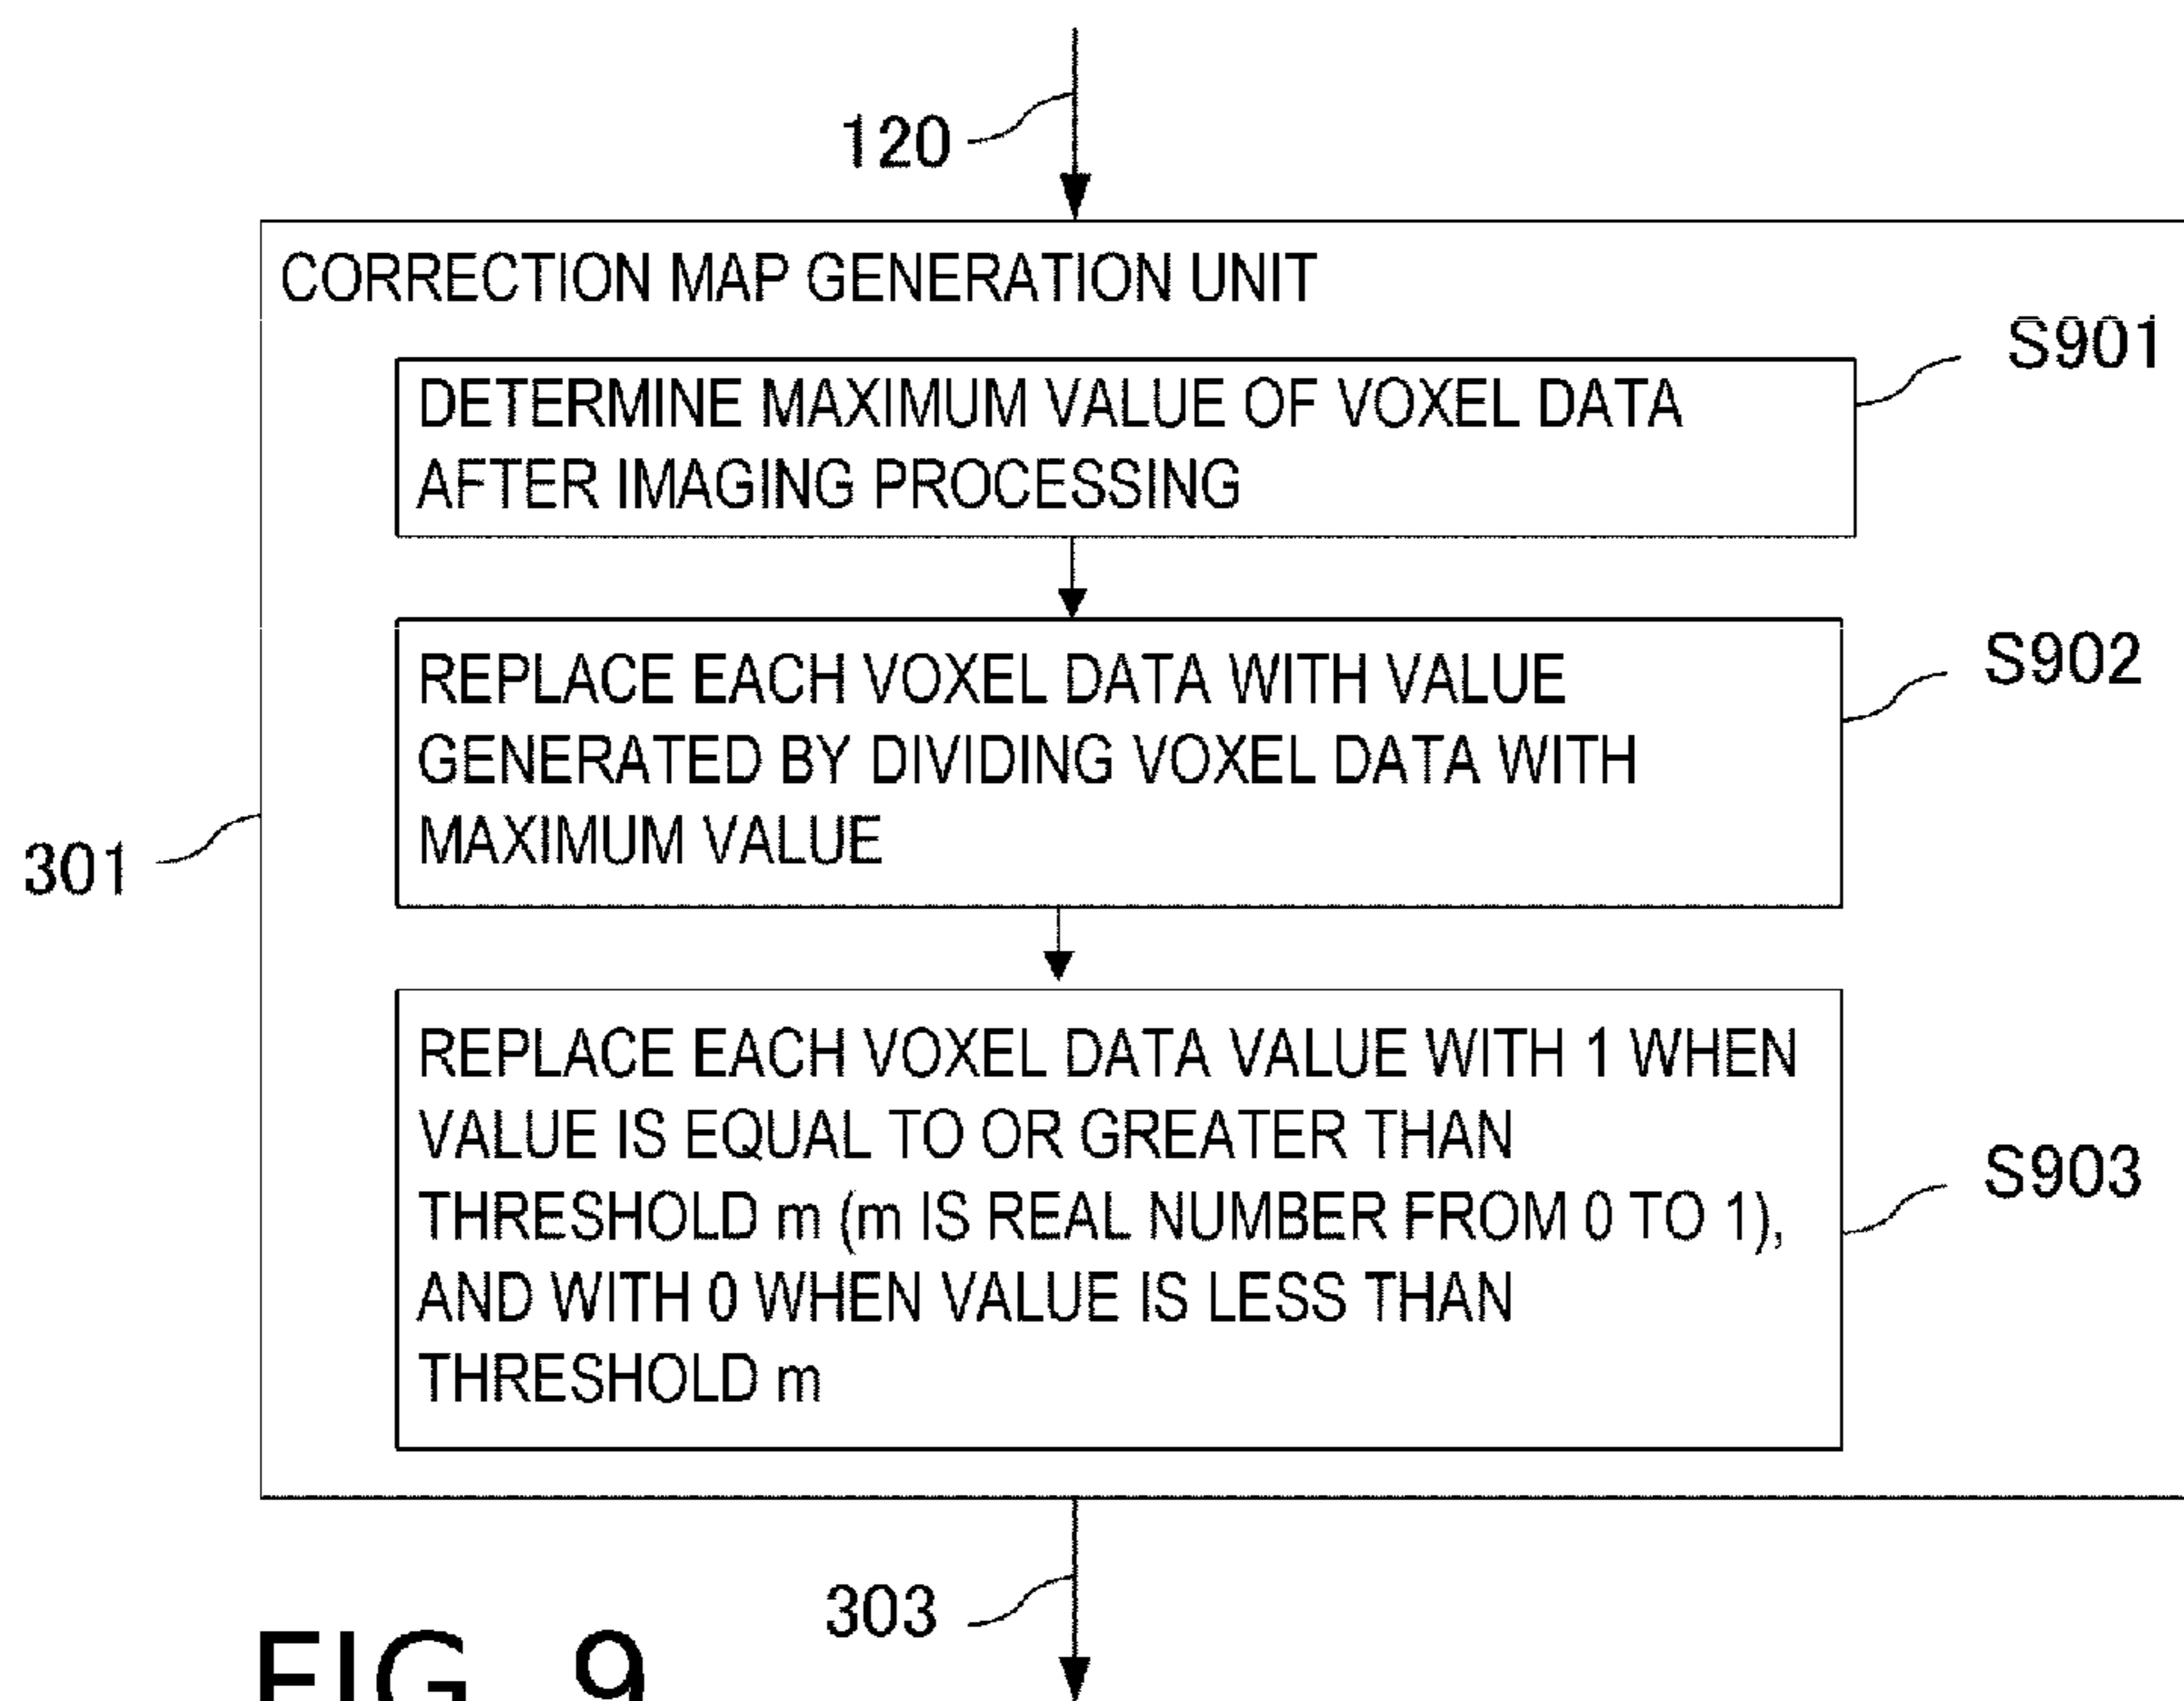 120
CORRECTION MAP GENERATION UNIT
S901
DETERMINE MAXIMUM VALUE OF VOXEL DATA
AFTER IMAGING PROCESSING
S902
REPLACE EACH VOXEL DATA WITH VALUE
GENERATED BY DIVIDING VOXEL DATA WITH
MAXIMUM VALUE
301
REPLACE EACH VOXEL DATA VALUE WITH 1 WHEN
VALUE IS EQUAL TO OR GREATER THAN
S903
THRESHOLD m (m IS REAL NUMBER FROM 0 TO 1),
AND WITH 0 WHEN VALUE IS LESS THAN
THRESHOLD m
303
FIG. 9